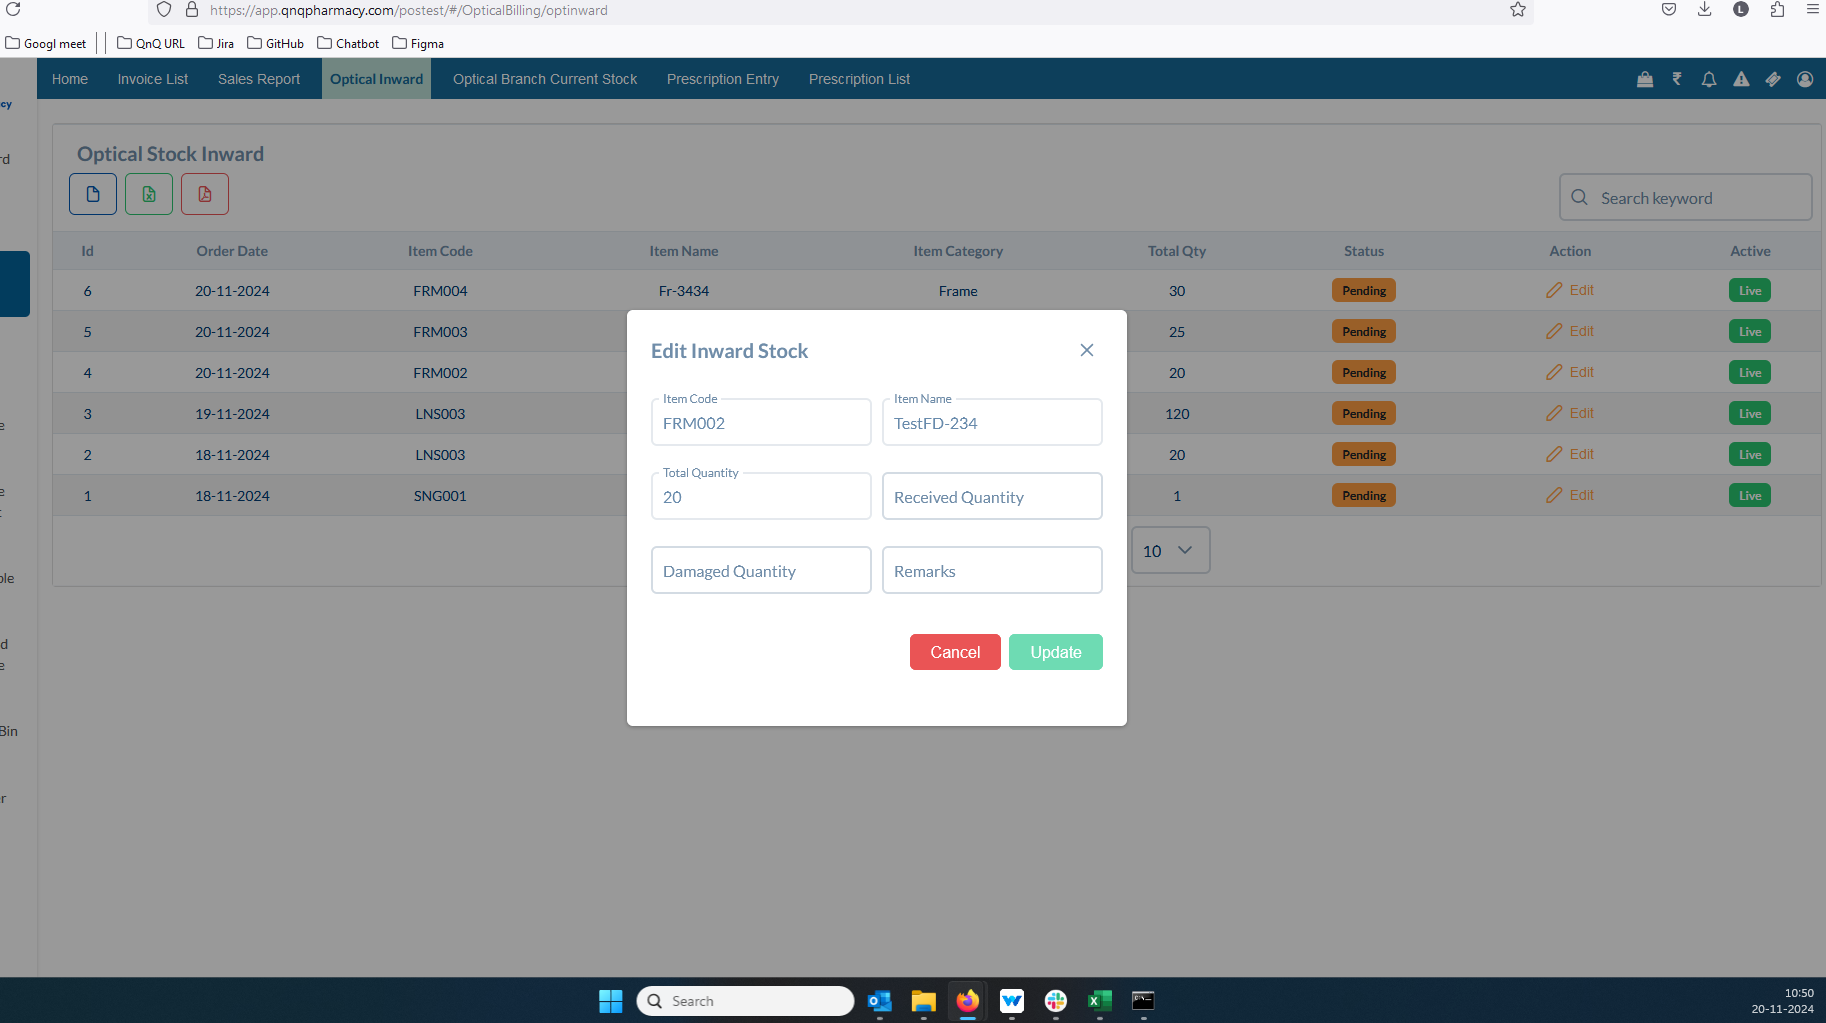 https://app.qnqpharmacy.com/postest/#/OpticalBilling/optinward
L
Googl meet QnQ URL Jira GitHub Chatbot Figma
Home Invoice List Sales Report Optical Inward Optical Branch Current Stock Prescription Entry Prescription List
₹
cy
rd
Optical Stock Inward
Search keyword
Id Order Date Item Code Item Name Item Category Total Qty Status Action Active
6 20-11-2024 FRM004 Fr-3434 Frame 30 Pending Edit Live
5 20-11-2024 FRM003 25 Pending Edit Live
4 20-11-2024 FRM002 20 Pending Edit Live
3 19-11-2024 LNS003 120 Pending Edit Live
2 18-11-2024 LNS003 20 Pending Edit Live
1 18-11-2024 SNG001 1 Pending Edit Live
10
Edit Inward Stock
Item Code
FRM002
Item Name
TestFD-234
Total Quantity
20
Received Quantity
Damaged Quantity
Remarks
Cancel Update
e
e
t
ole
d
e
Bin
r
Search
10:50
20-11-2024